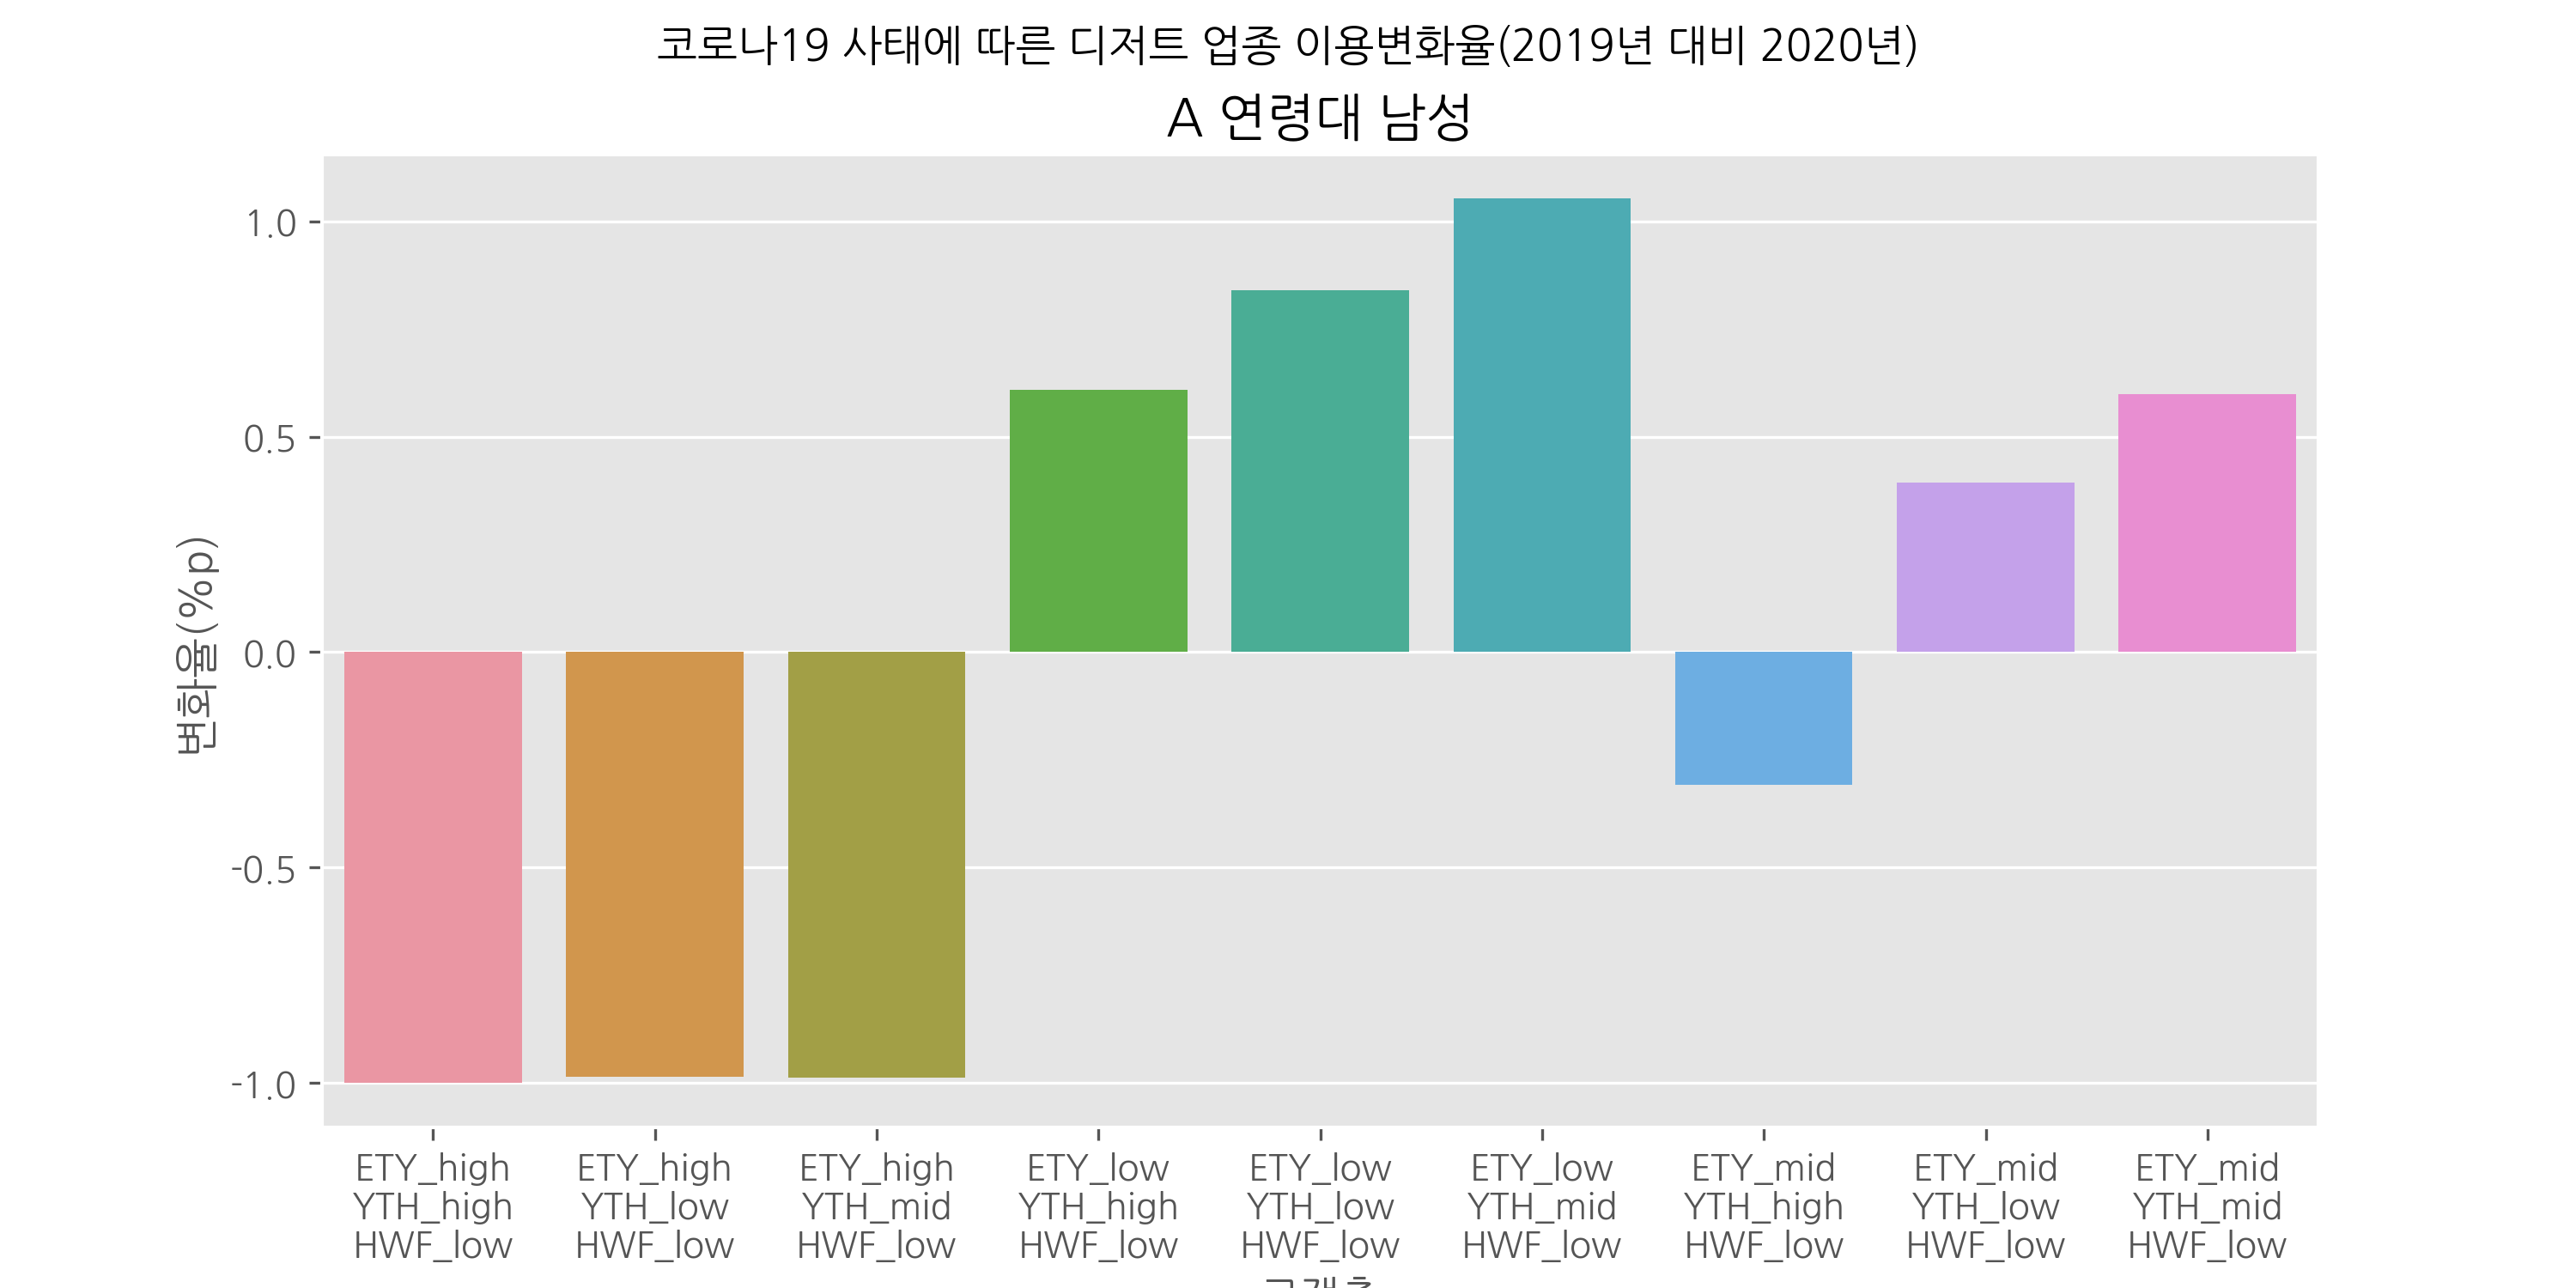 코로나19 사태에 따른 디저트 업종 이용변화율(2019년 대비 2020년)
A 연령대 남성
변화율(%p)
1.0
0.5
0.0
-0.5
-1.0
ETY_high ETY_high ETY_high ETY_low ETY_low ETY_low ETY_mid ETY_mid ETY_mid
YTH_high YTH_low YTH_mid YTH_high YTH_low YTH_mid YTH_high YTH_low YTH_mid
HWF_low HWF_low HWF_low HWF_low HWF_low HWF_low HWF_low HWF_low HWF_low